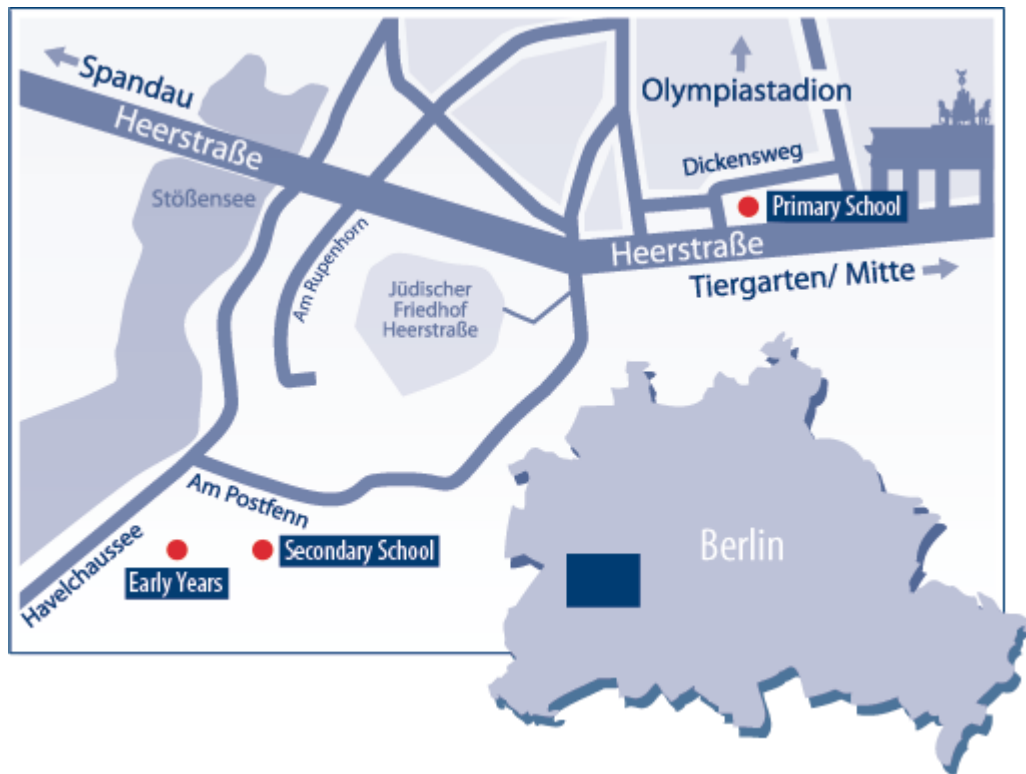 Spandau
Heerstraße
Olympiastadion
Dickensweg
Stößensee
Primary School
Am Rupenhorn
Heerstraße
Tiergarten/ Mitte
Jüdischer
Friedhof
Heerstraße
Am Postfenn
Havelchaussee
Secondary School
Early Years
Berlin